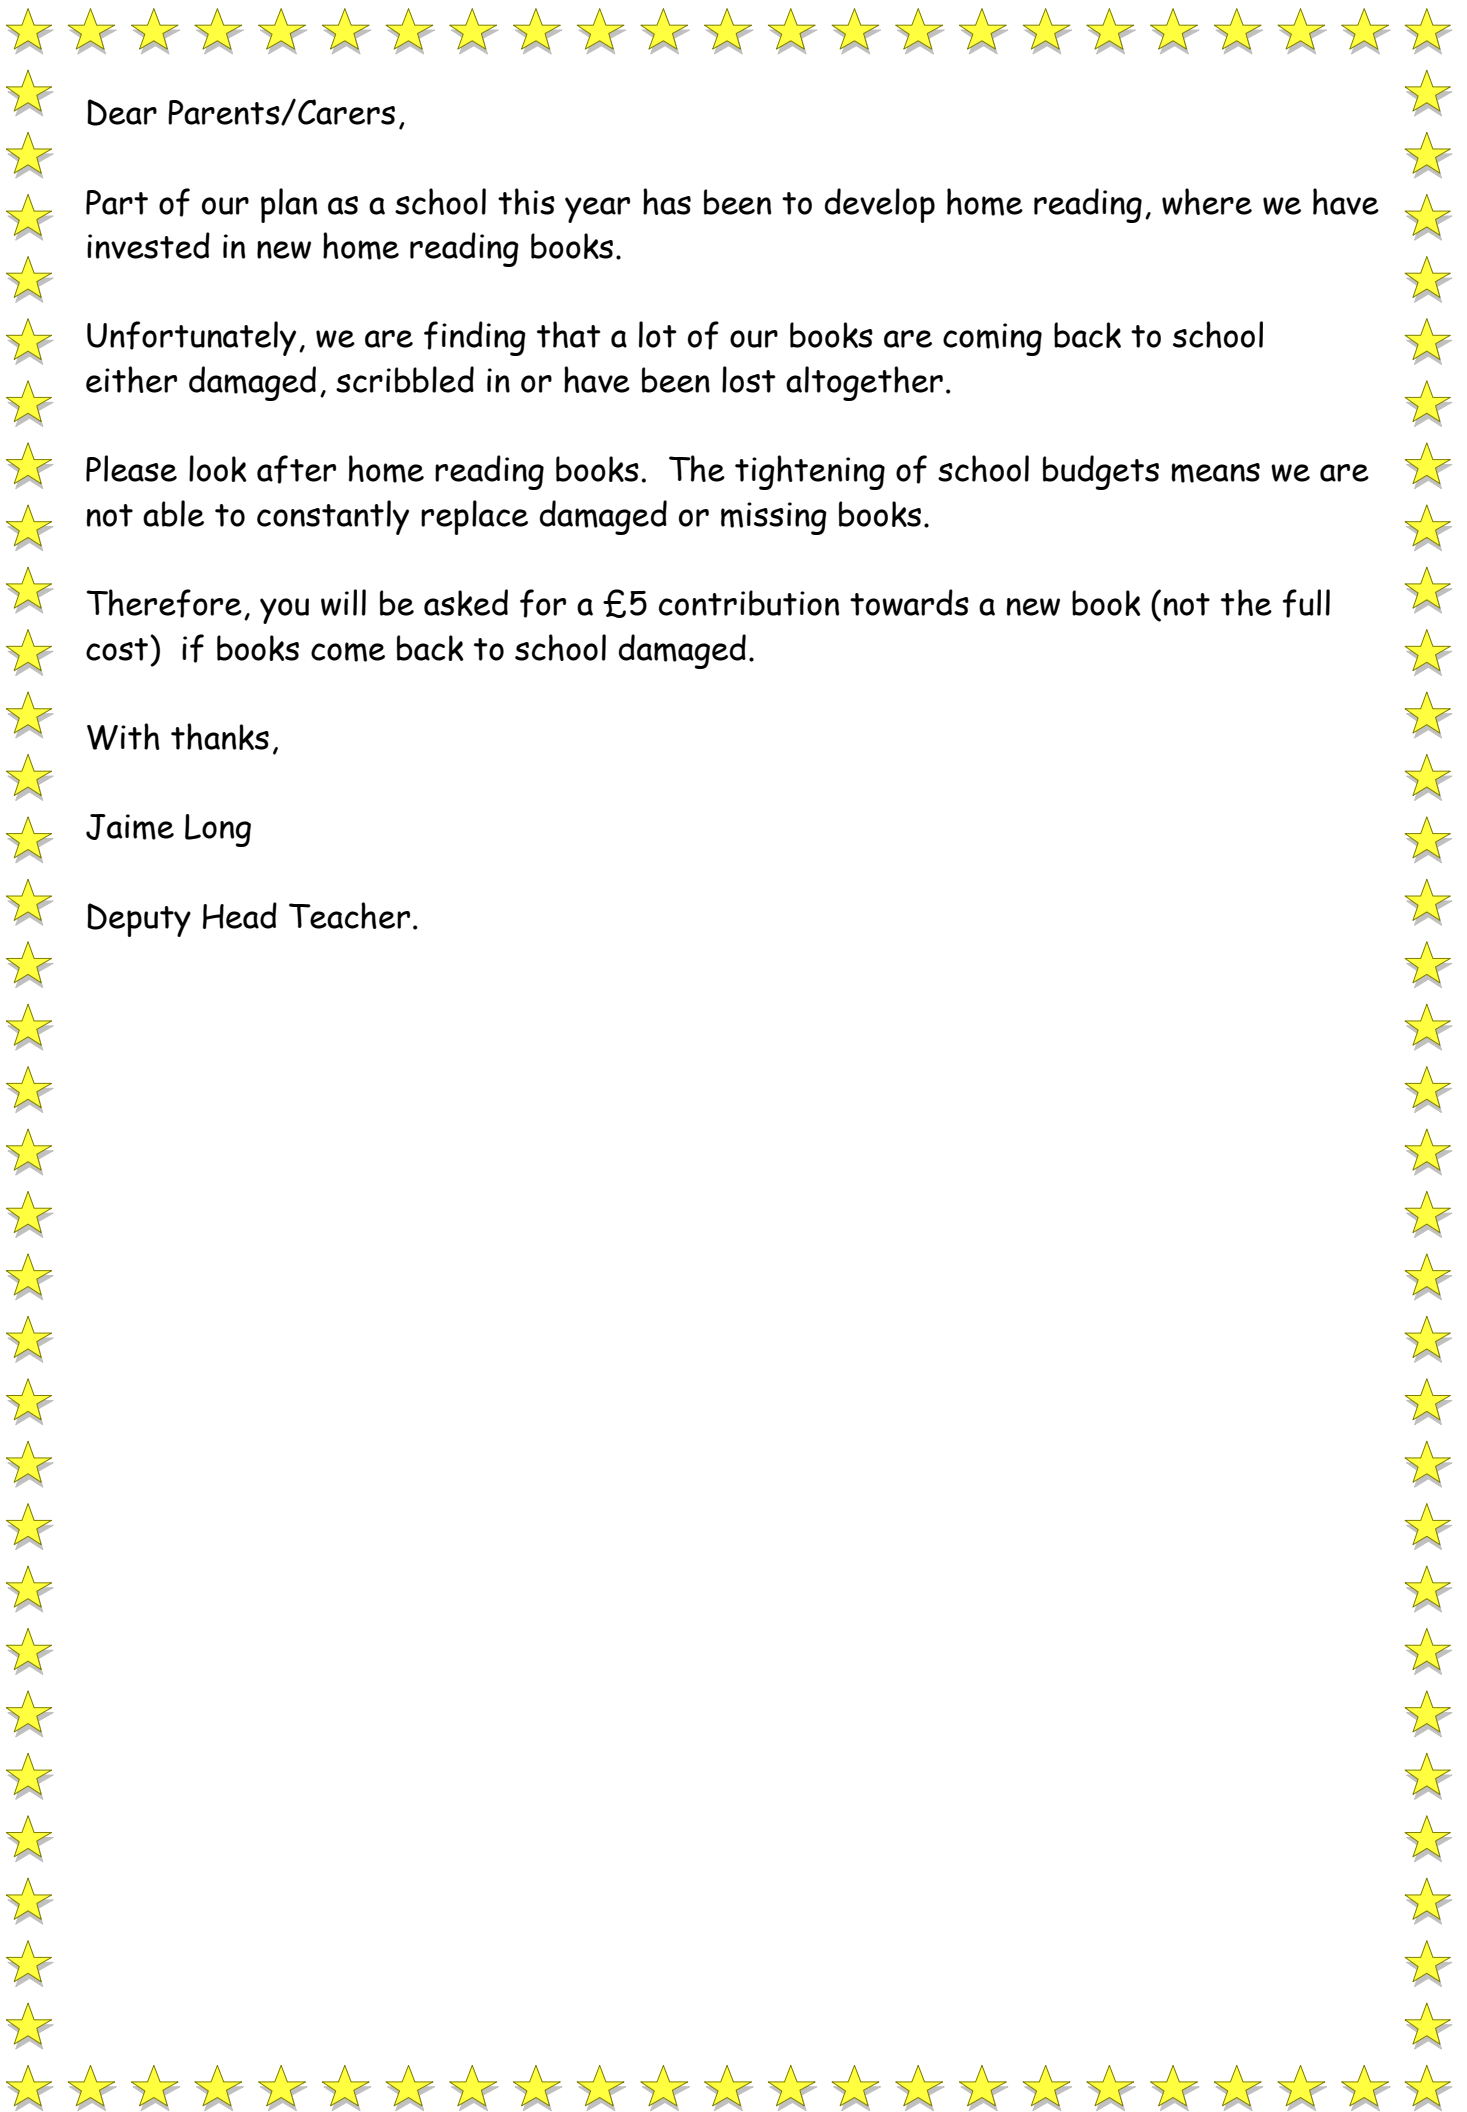 Dear Parents/Carers,
Part of our plan as a school this year has been to develop home reading, where we have
invested in new home reading books.
Unfortunately, we are finding that a lot of our books are coming back to school
either damaged, scribbled in or have been lost altogether.
Please look after home reading books.  The tightening of school budgets means we are
not able to constantly replace damaged or missing books.
Therefore, you will be asked for a £5 contribution towards a new book (not the full
cost)  if books come back to school damaged.
With thanks,
Jaime Long
Deputy Head Teacher.